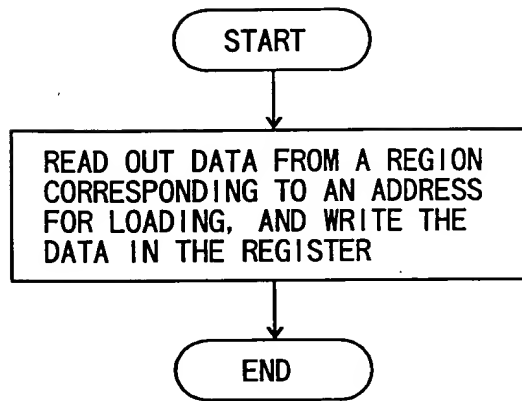 START
READ OUT DATA FROM A REGION
CORRESPONDING TO AN ADDRESS
FOR LOADING, AND WRITE THE
DATA IN THE REGISTER
END